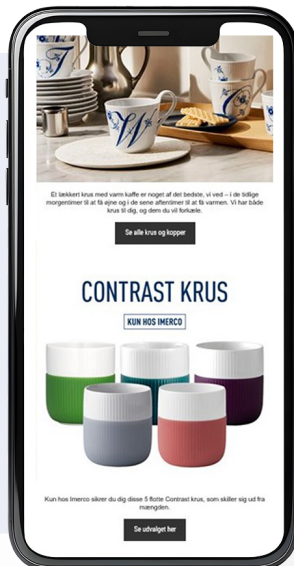 Et lækkert krus med varm kaffe er noget af det bedste, vi ved – i de tidlige
morgentimer til at få øjne og i de sene aftentimer til at få varmen. Vi har både
krus til dig, og dem du vil forkæle.
Se alle krus og kopper
CONTRAST KRUS
KUN HOS IMERCO
Kun hos Imerco sikrer du dig disse 5 flotte Contrast krus, som skiller sig ud fra
mængden.
Se udvalget her